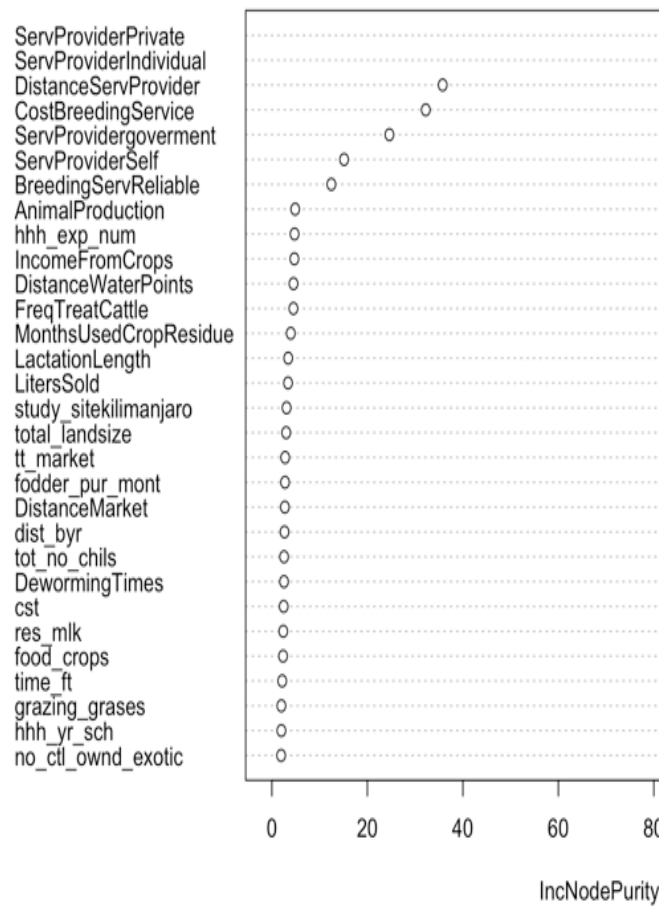 ServProviderPrivate
ServProviderIndividual
DistanceServProvider
CostBreedingService
ServProvidergoverment
ServProviderSelf
BreedingServReliable
AnimalProduction
hhh_exp_num
IncomeFromCrops
DistanceWaterPoints
FreqTreatCattle
MonthsUsedCropResidue
LactationLength
LitersSold
study_sitekilimanjaro
total_landsize
tt_market
fodder_pur_mont
DistanceMarket
dist_byr
tot_no_chils
DewormingTimes
cst
res_mlk
food_crops
time_ft
grazing_grases
hhh_yr_sch
no_ctl_ownd_exotic
0 20 40 60 80
IncNodePurity